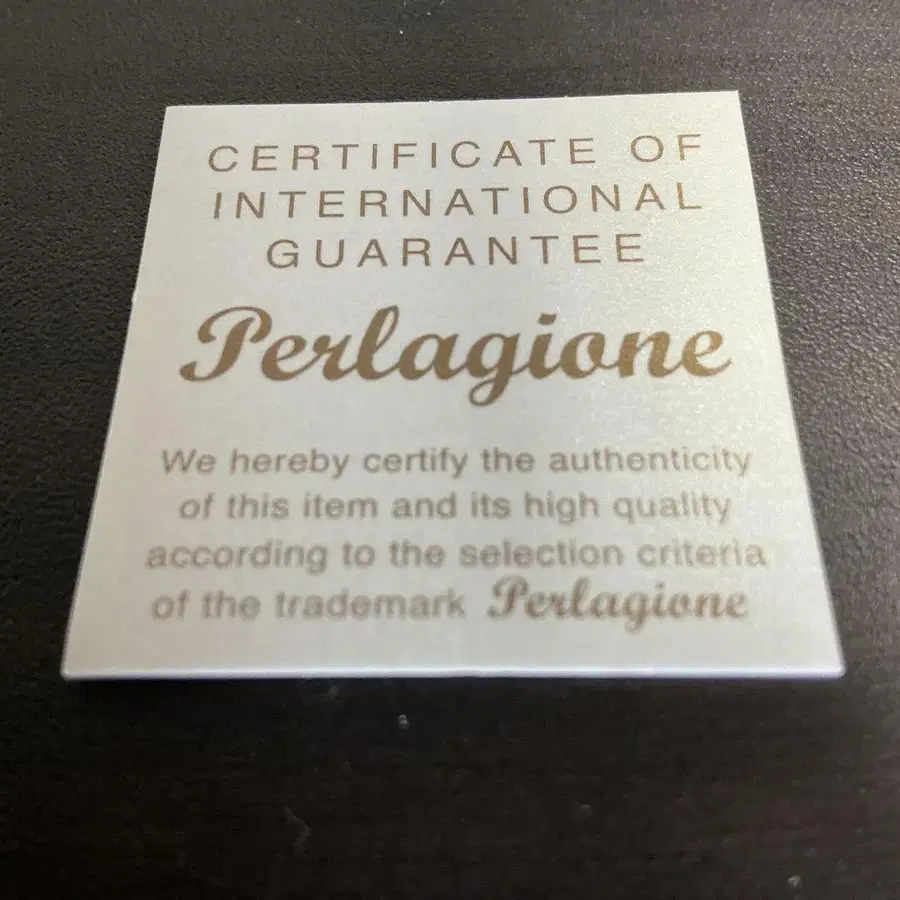 CERTIFICATE OF
INTERNATIONAL
GUARANTEE
Perlagione
We hereby certify the authenticity
of this item and its high quality
according to the selection criteria
of the trademark Perlagione